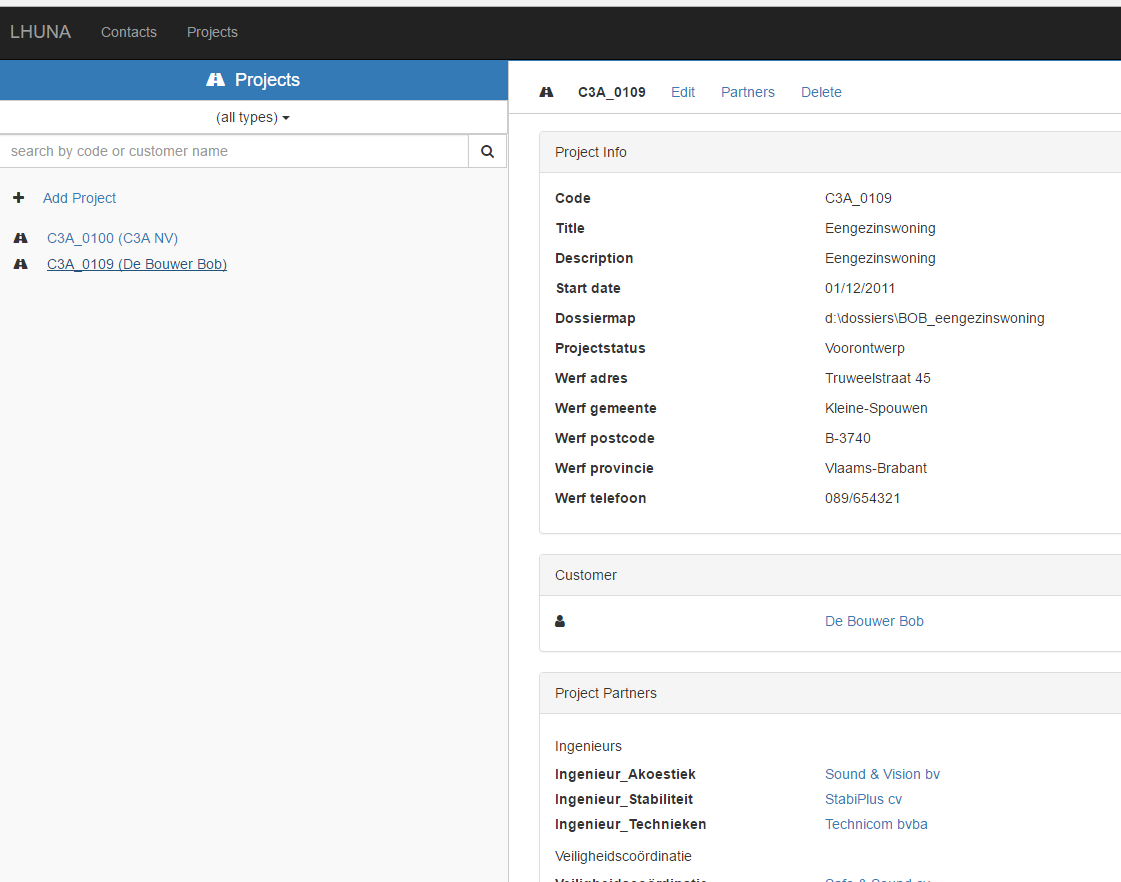 LHUNA Contacts Projects
Projects
(all types)
search by code or customer name
Add Project
C3A_0100 (C3A NV)
C3A_0109 (De Bouwer Bob)
C3A_0109 Edit Partners Delete
Project Info
Code C3A_0109
Title Eengezinswoning
Description Eengezinswoning
Start date 01/12/2011
Dossiermap d:\dossiers\BOB_eengezinswoning
Projectstatus Voorontwerp
Werf adres Truweelstraat 45
Werf gemeente Kleine-Spouwen
Werf postcode B-3740
Werf provincie Vlaams-Brabant
Werf telefoon 089/654321
Customer
De Bouwer Bob
Project Partners
Ingenieurs
Ingenieur_Akoestiek Sound & Vision bv
Ingenieur_Stabiliteit StabiPlus cv
Ingenieur_Technieken Technicom bvba
Veiligheidscoördinatie